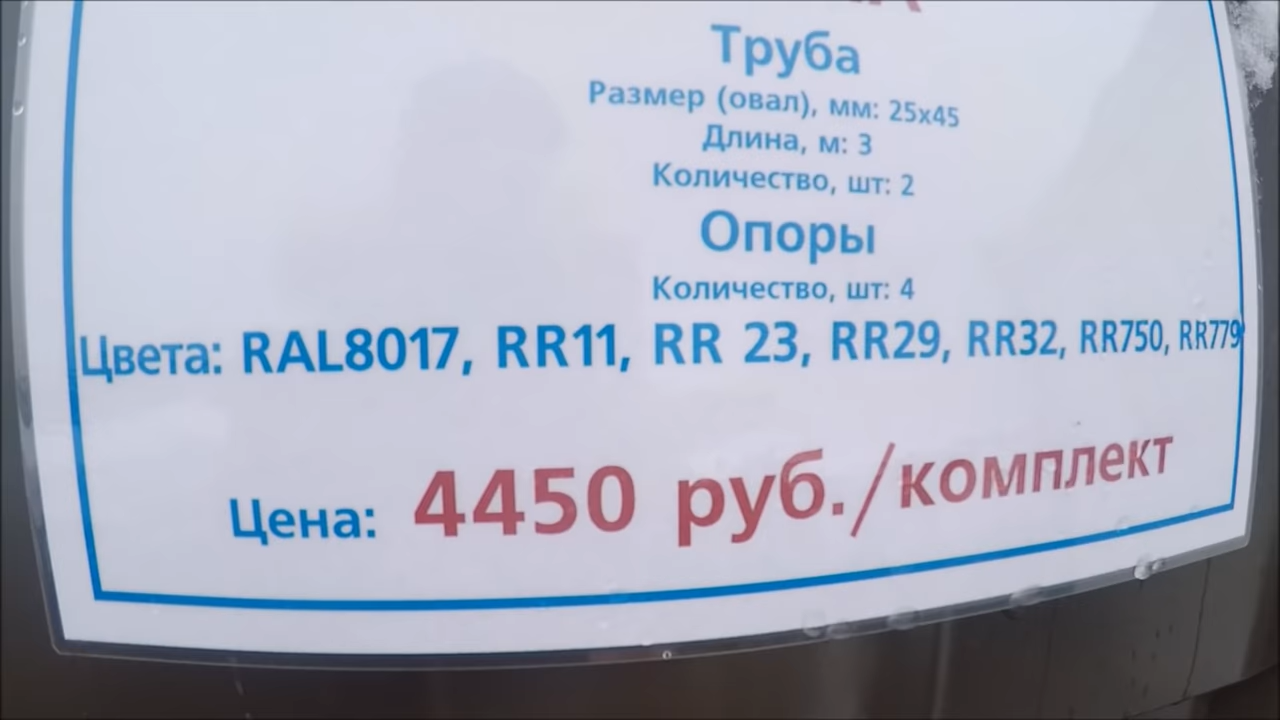 Труба
Размер (овал), мм: 25х45
Длина, м: 3
Количество, шт: 2
Опоры
Количество, шт: 4
Цвета: RAL8017, RR11, RR 23, RR29, RR32, RR750, RR779
Цена: 4450 руб./комплект